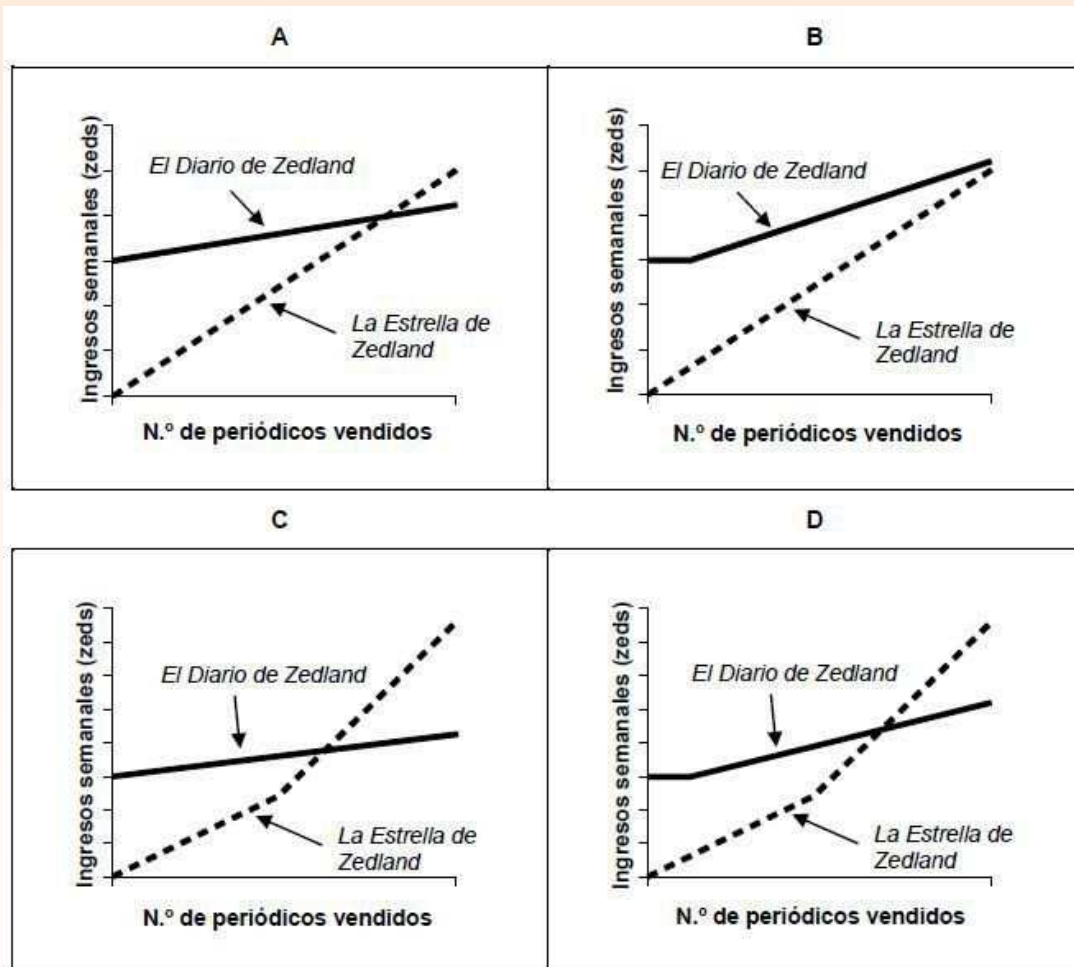 A
B
Ingresos semanales (zeds)
El Diario de Zedland
La Estrella de
Zedland
N.º de periódicos vendidos
Ingresos semanales (zeds)
El Diario de Zedland
La Estrella de
Zedland
N.º de periódicos vendidos
C
D
Ingresos semanales (zeds)
El Diario de Zedland
La Estrella de
Zedland
N.º de periódicos vendidos
Ingresos semanales (zeds)
El Diario de Zedland
La Estrella de
Zedland
N.º de periódicos vendidos